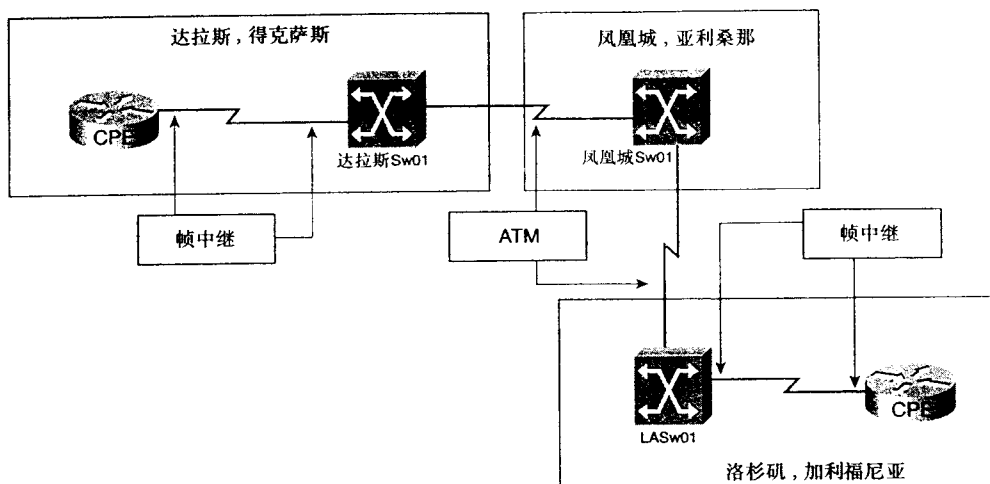 达拉斯，得克萨斯
凤凰城，亚利桑那
CPE
达拉斯Sw01
凤凰城Sw01
帧中继
ATM
帧中继
LASw01
CPE
洛杉矶，加利福尼亚